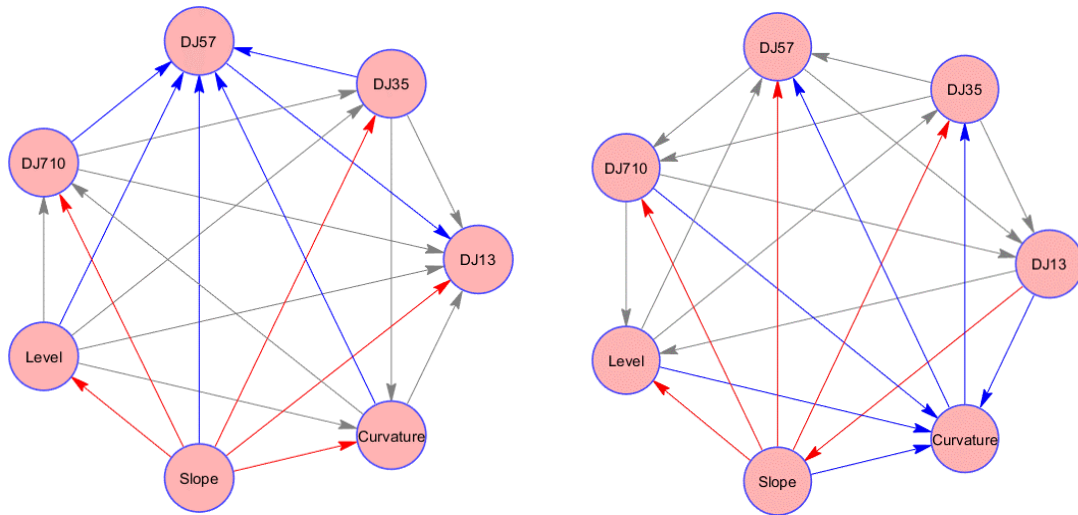 DJ57
DJ35
DJ710
DJ13
Level
Curvature
Slope
DJ57
DJ35
DJ710
DJ13
Level
Curvature
Slope